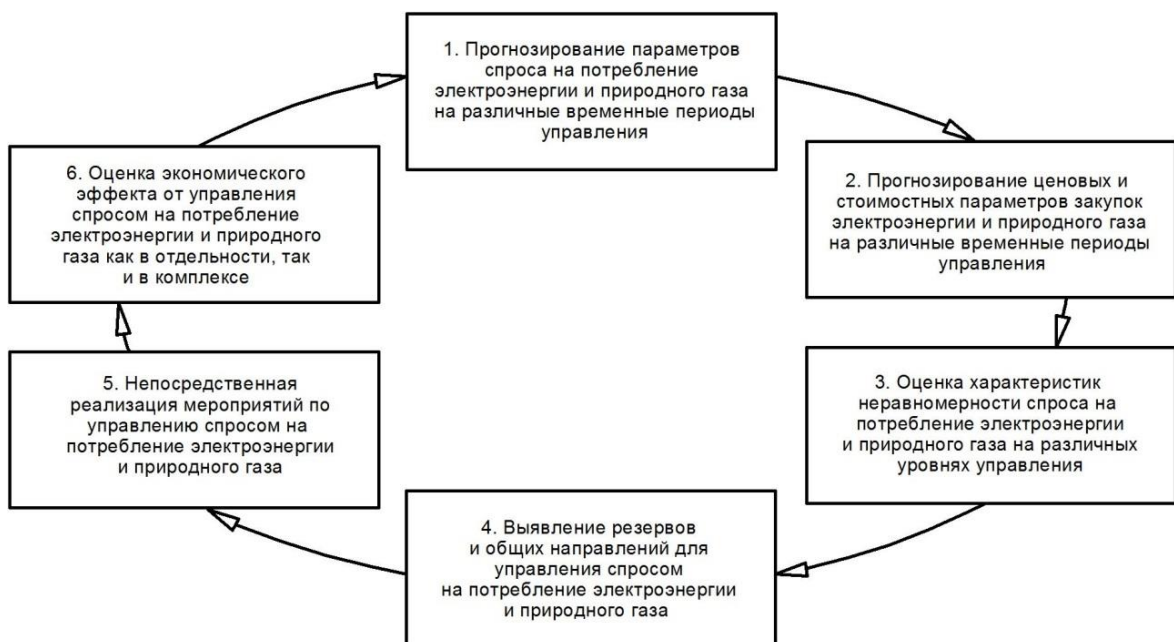 1. Прогнозирование параметров
спроса на потребление
электроэнергии и природного газа
на различные временные периоды
управления
2. Прогнозирование ценовых и
стоимостных параметров закупок
электроэнергии и природного газа
на различные временные периоды
управления
3. Оценка характеристик
неравномерности спроса на
потребление электроэнергии
и природного газа на различных
уровнях управления
4. Выявление резервов
и общих направлений для
управления спросом
на потребление электроэнергии
и природного газа
5. Непосредственная
реализация мероприятий по
управлению спросом на
потребление электроэнергии
и природного газа
6. Оценка экономического
эффекта от управления
спросом на потребление
электроэнергии и природного
газа как в отдельности, так
и в комплексе